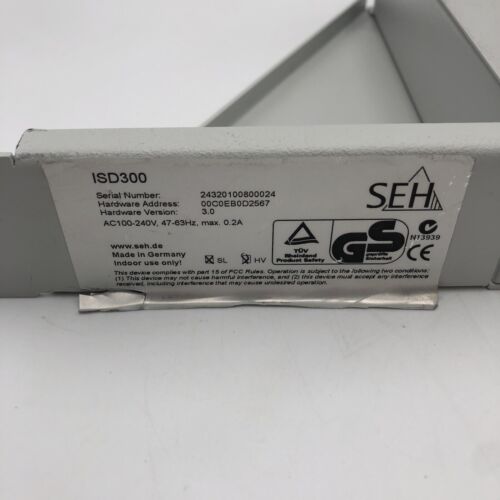 ISD300
Serial Number: 24320100800024
Hardware Address: 00C0EB0D2567
Hardware Version: 3.0
AC100-240V, 47-63Hz, max. 0.2A
SEH
www.seh.de
Made in Germany
Indoor use only!
SL HV
TÜV
Rheinland
Product Safety
GS
geprüfte
Sicherheit
N13939
CE
This device complies with part 15 of FCC Rules. Operation is subject to the following two conditions:
(1) This device may not cause harmful interference, and (2) this device must accept any interference
received, including interference that may cause undesired operation.